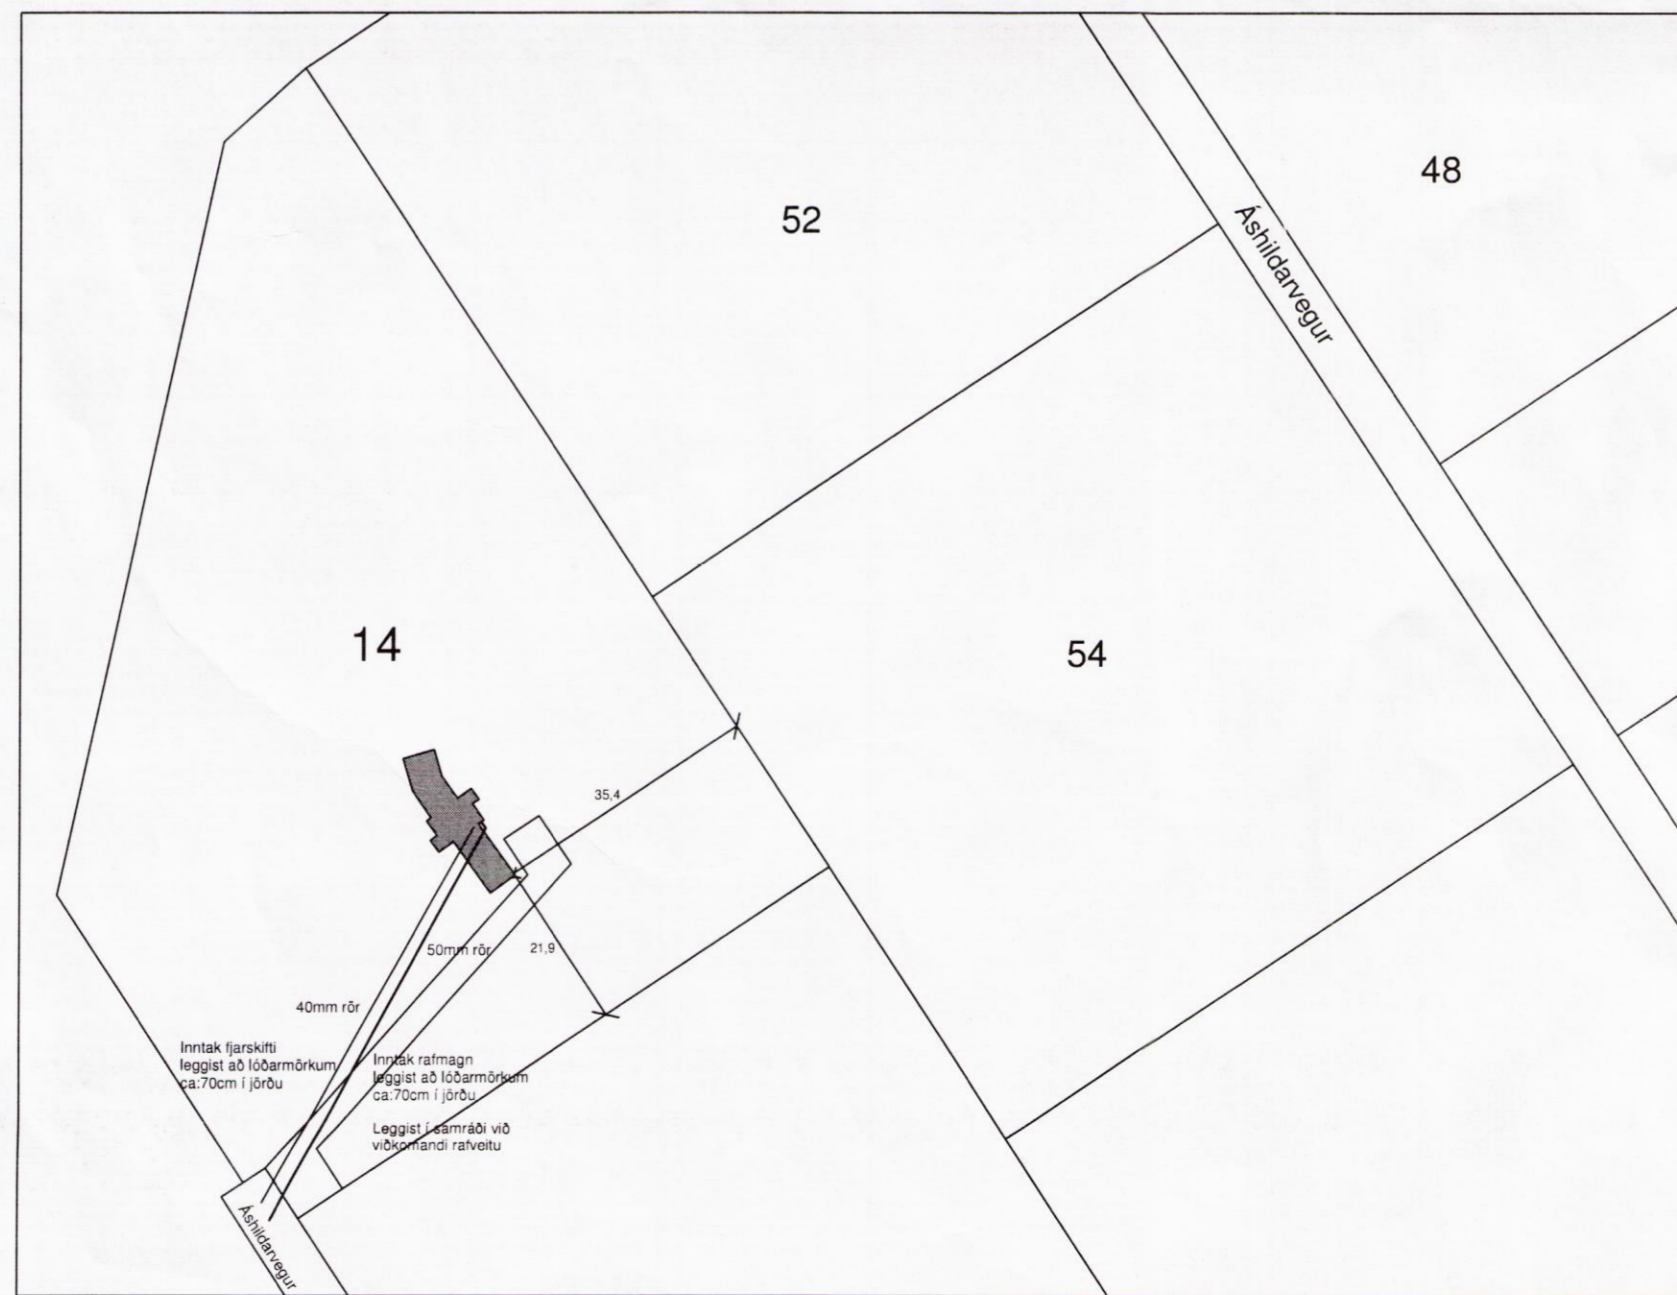 48
52
Áshildarvegur
14
54
35,4
50mm rör
21,9
40mm rör
Inntak fjarskifti
leggist að lóðarmörkum
ca:70cm í jörðu
Inntak rafmagn
leggist að lóðarmörkum
ca:70cm í jörðu
Leggist í samráði við
viðkomandi rafveitu
Áshildarvegur